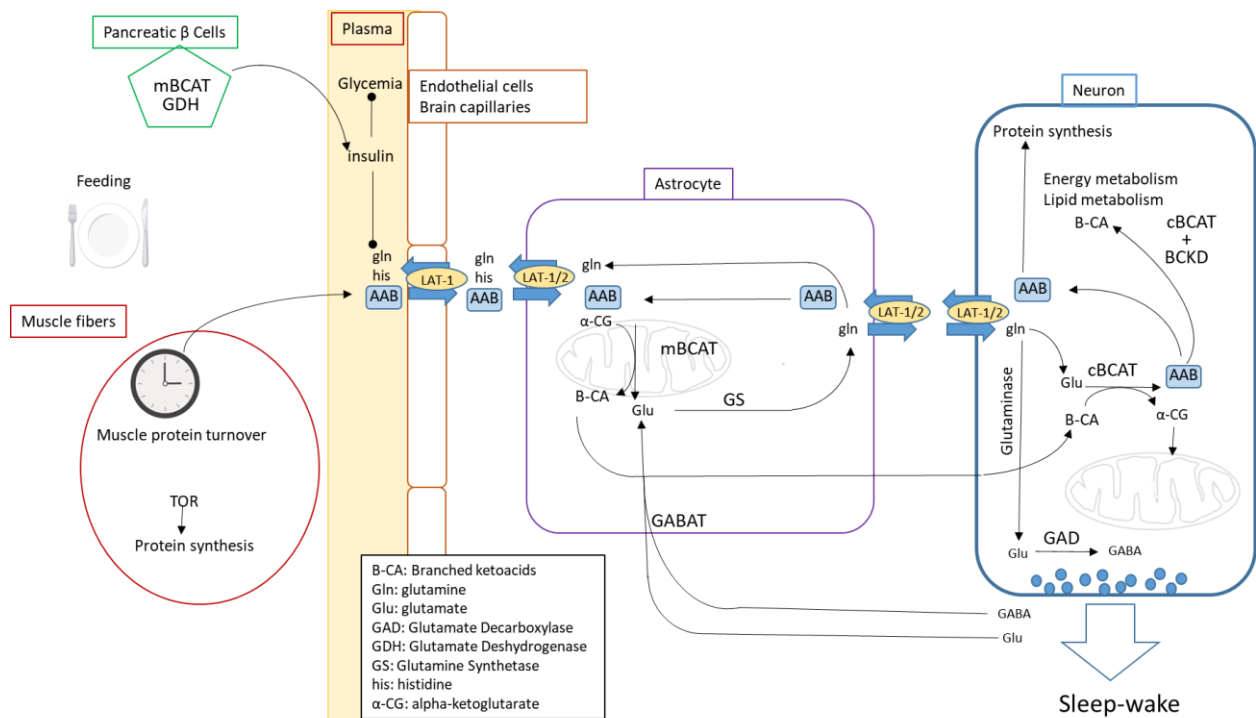 Pancreatic β Cells
mBCAT
GDH
Feeding
Muscle fibers
Muscle protein turnover
TOR
Protein synthesis
Plasma
Glycemia
insulin
gln
his
AAB
LAT-1
Endothelial cells
Brain capillaries
gln
his
AAB
LAT-1/2
Astrocyte
gln
AAB
α-CG
mBCAT
B-CA
Glu
GS
AAB
gln
GABAT
LAT-1/2
LAT-1/2
Neuron
Protein synthesis
Energy metabolism
Lipid metabolism
B-CA
cBCAT
+
BCKD
AAB
gln
Glu
cBCAT
AAB
B-CA
α-CG
Glutaminase
Glu
GAD
GABA
GABA
Glu
Sleep-wake
B-CA: Branched ketoacids
Gln: glutamine
Glu: glutamate
GAD: Glutamate Decarboxylase
GDH: Glutamate Deshydrogenase
GS: Glutamine Synthetase
his: histidine
α-CG: alpha-ketoglutarate